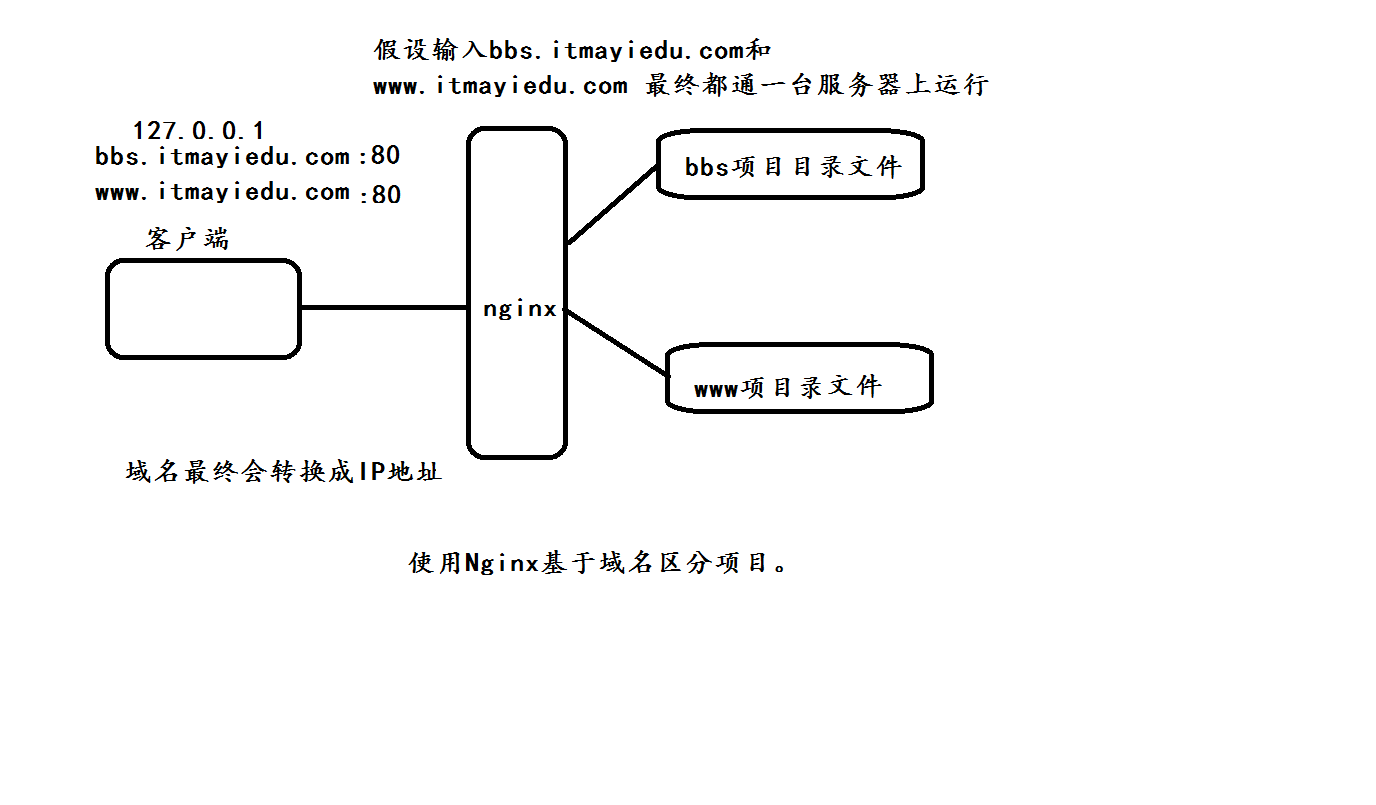 假设输入bbs.itmayiedu.com和
www.itmayiedu.com 最终都通一台服务器上运行
127.0.0.1
bbs.itmayiedu.com :80
www.itmayiedu.com :80
客户端
bbs项目目录文件
nginx
www项目录文件
域名最终会转换成IP地址
使用Nginx基于域名区分项目。